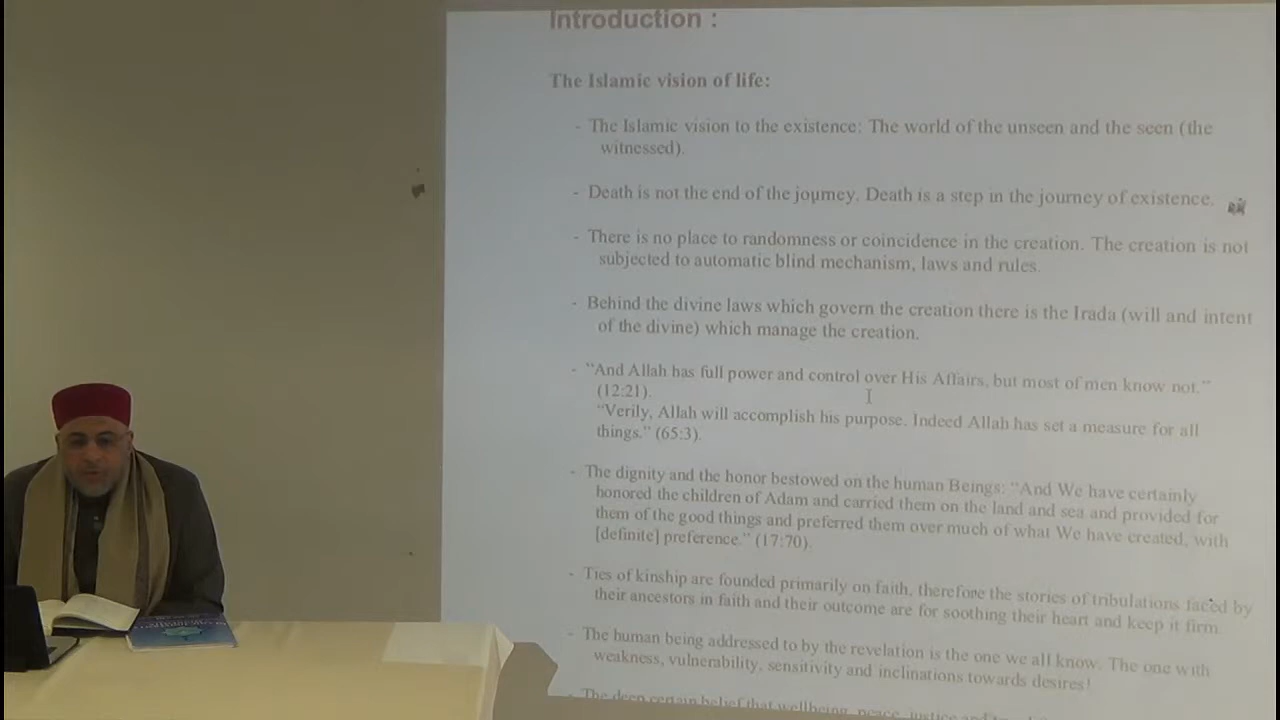 Introduction :
The Islamic vision of life:
- The Islamic vision to the existence: The world of the unseen and the seen (the
witnessed).
- Death is not the end of the journey. Death is a step in the journey of existence.
- There is no place to randomness or coincidence in the creation. The creation is not
subjected to automatic blind mechanism, laws and rules.
- Behind the divine laws which govern the creation there is the Irada (will and intent
of the divine) which manage the creation.
- “And Allah has full power and control over His Affairs, but most of men know not.”
(12:21).
“Verily, Allah will accomplish his purpose. Indeed Allah has set a measure for all
things.” (65:3).
- The dignity and the honor bestowed on the human Beings: “And We have certainly
honored the children of Adam and carried them on the land and sea and provided for
them of the good things and preferred them over much of what We have created, with
[definite] preference.” (17:70).
- Ties of kinship are founded primarily on faith, therefore the stories of tribulations faced by
their ancestors in faith and their outcome are for soothing their heart and keep it firm.
- The human being addressed to by the revelation is the one we all know. The one with
weakness, vulnerability, sensitivity and inclinations towards desires!
- The deep certain belief that wellbeing, peace, justice and